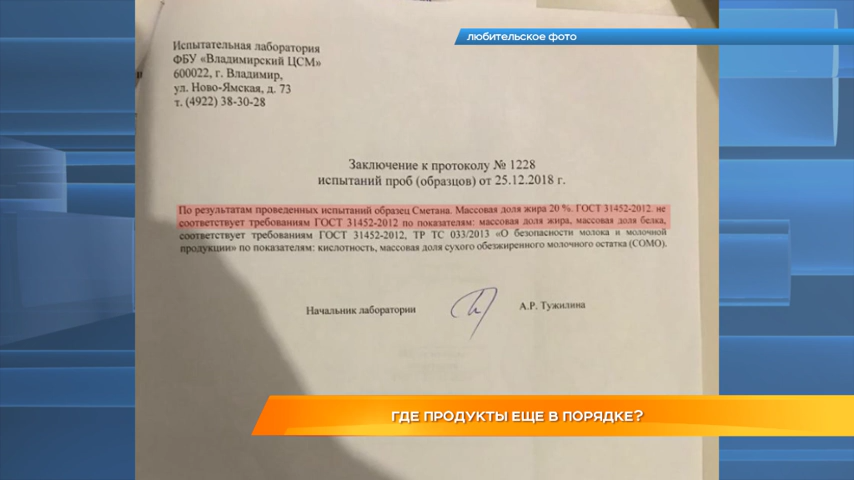 любительское фото
Испытательная лаборатория
ФБУ «Владимирский ЦСМ»
600022, г. Владимир,
ул. Ново-Ямская, д. 73
т. (4922) 38-30-28
Заключение к протоколу № 1228
испытаний проб (образцов) от 25.12.2018 г.
По результатам проведенных испытаний образец Сметана. Массовая доля жира 20 %. ГОСТ 31452-2012. не
соответствует требованиям ГОСТ 31452-2012 по показателям: массовая доля жира, массовая доля белка,
соответствует требованиям ГОСТ 31452-2012, ТР ТС 033/2013 «О безопасности молока и молочной
продукции» по показателям: кислотность, массовая доля сухого обезжиренного молочного остатка (СОМО).
Начальник лаборатории
А.Р. Тужилина
ГДЕ ПРОДУКТЫ ЕЩЕ В ПОРЯДКЕ?